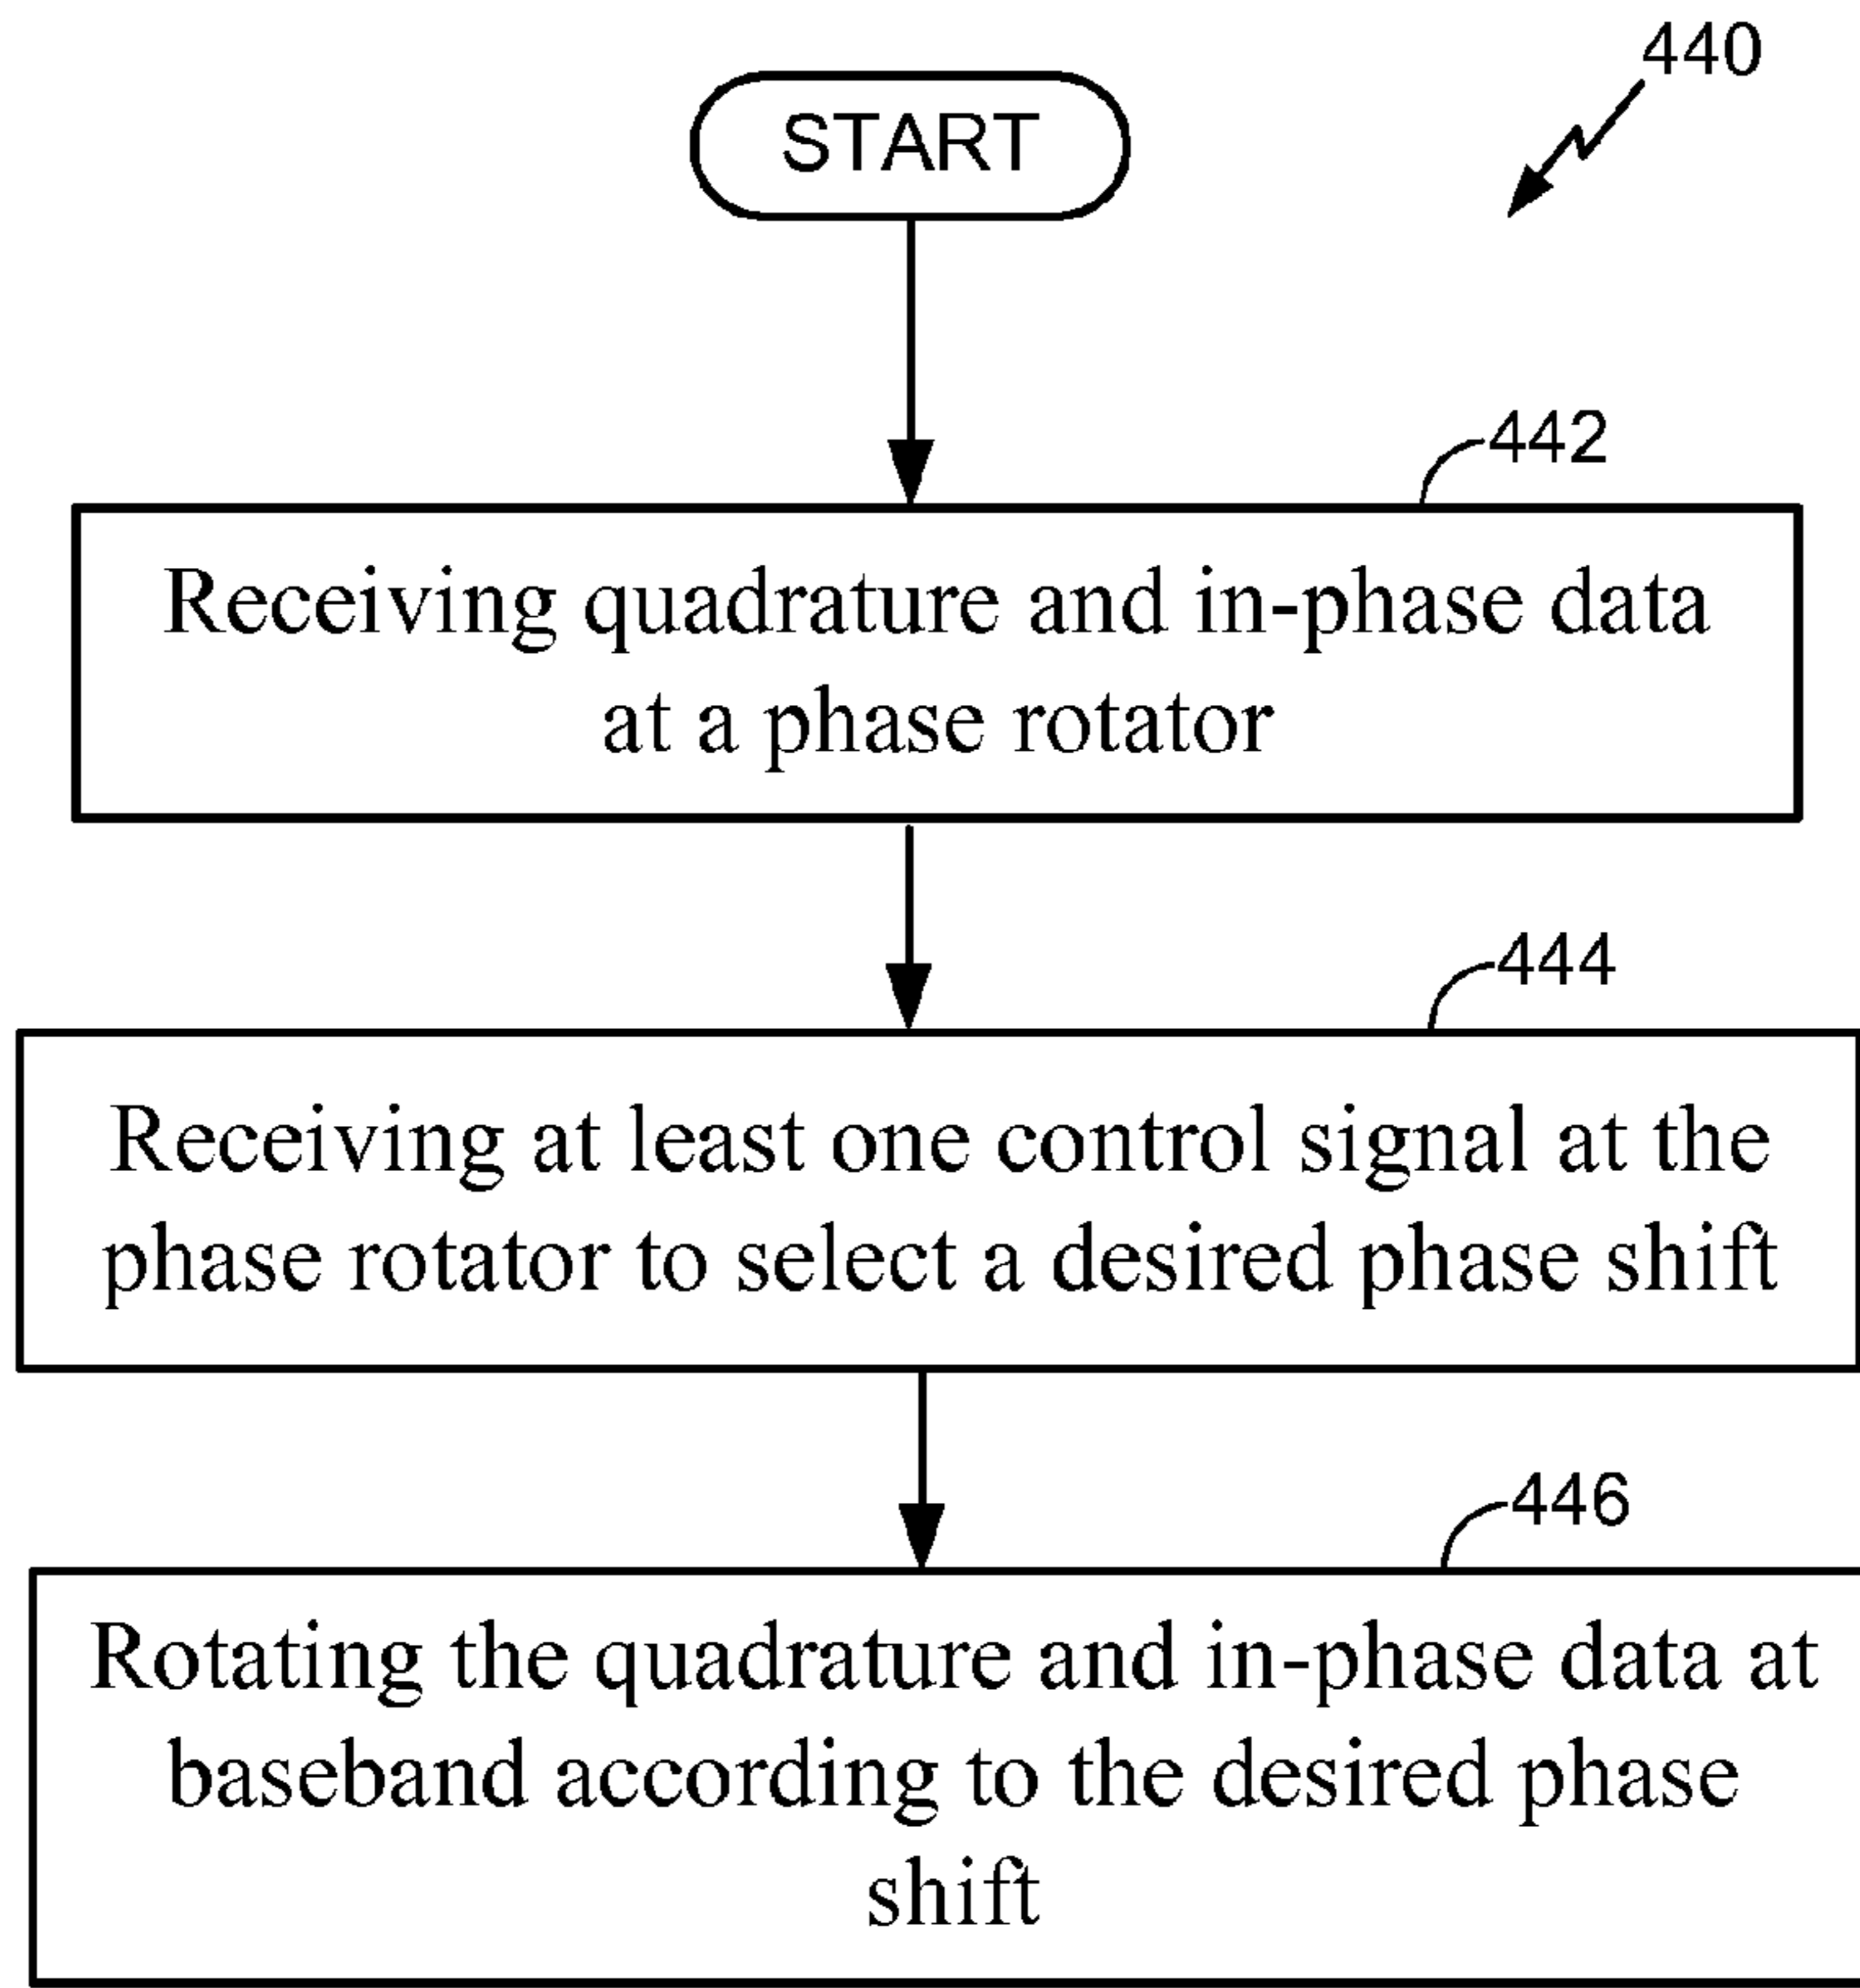 440
START
442
Receiving quadrature and in-phase data
at a phase rotator
444
Receiving at least one control signal at the
phase rotator to select a desired phase shift
446
Rotating the quadrature and in-phase data at
baseband according to the desired phase
shift